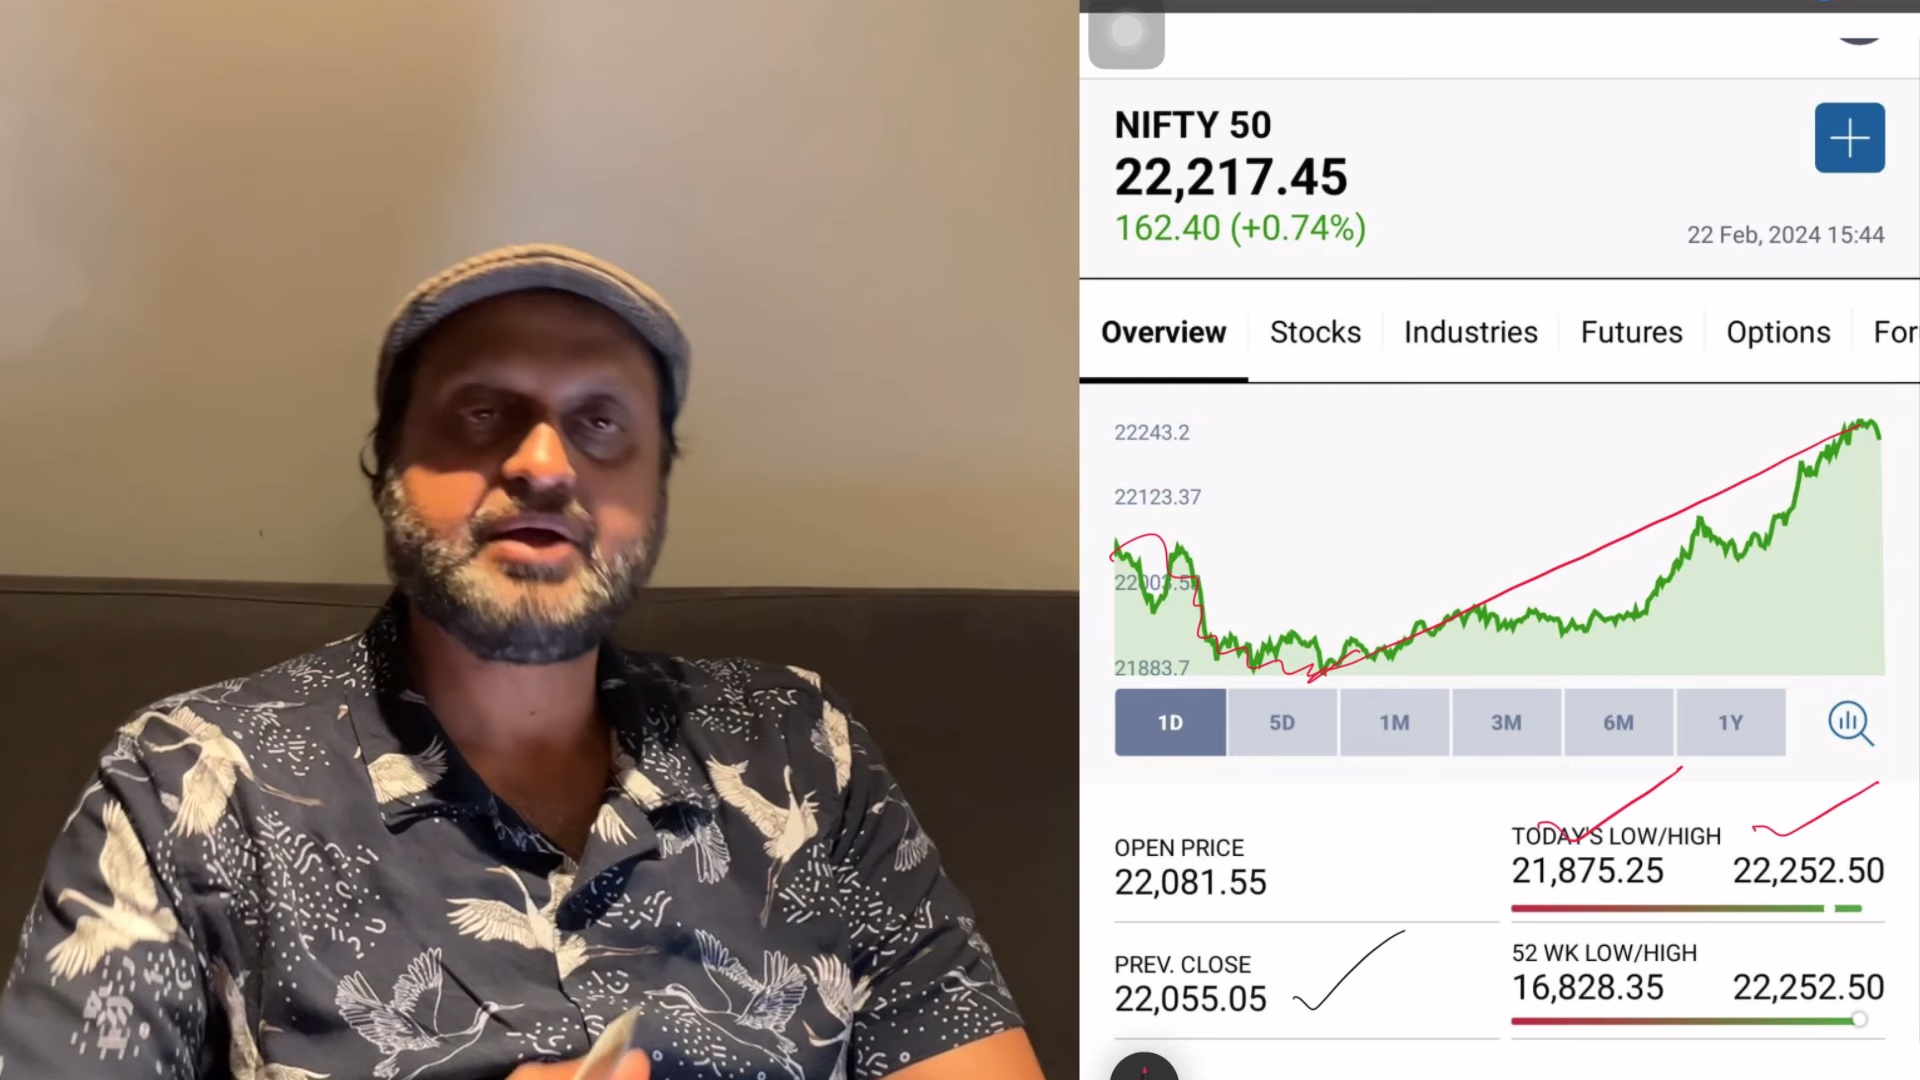 NIFTY 50
22,217.45
162.40 (+0.74%)
22 Feb, 2024 15:44
Overview Stocks Industries Futures Options For
22243.2
22123.37
21883.7
1D 5D 1M 3M 6M 1Y
OPEN PRICE
22,081.55
TODAY'S LOW/HIGH
21,875.25 22,252.50
PREV. CLOSE
22,055.05
52 WK LOW/HIGH
16,828.35 22,252.50